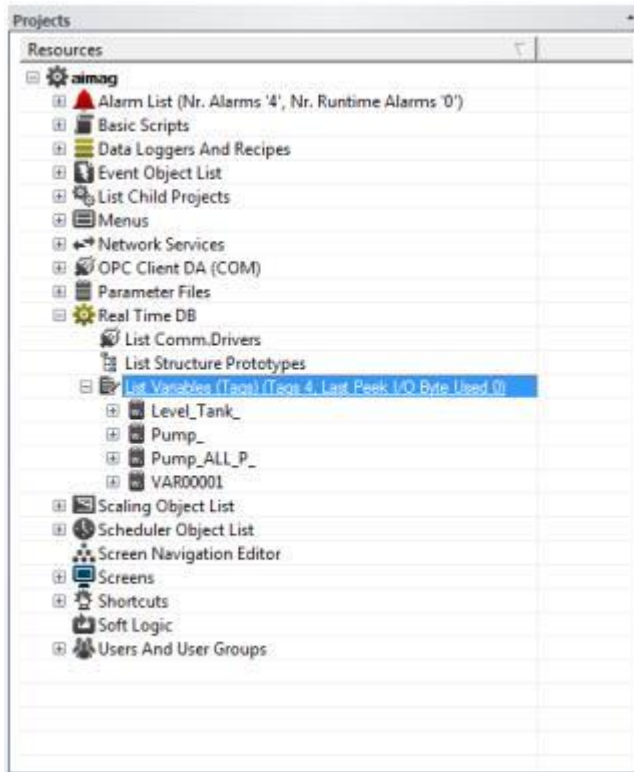 Projects
Resources
aimag
Alarm List (Nr. Alarms '4', Nr. Runtime Alarms '0')
Basic Scripts
Data Loggers And Recipes
Event Object List
List Child Projects
Menus
Network Services
OPC Client DA (COM)
Parameter Files
Real Time DB
List Comm.Drivers
List Structure Prototypes
List Variables (Tags) (Tags 4, Last Peek I/O Byte Used 0)
Level_Tank_
Pump_
Pump_ALL_P_
VAR00001
Scaling Object List
Scheduler Object List
Screen Navigation Editor
Screens
Shortcuts
Soft Logic
Users And User Groups